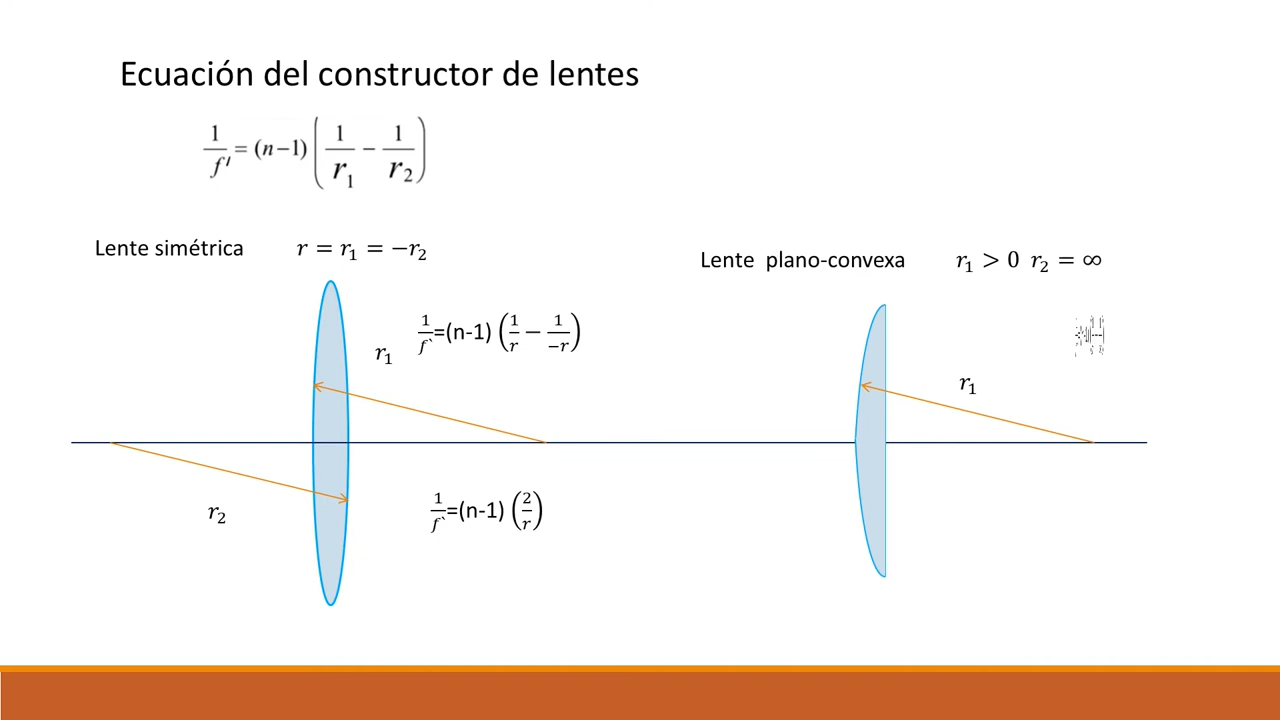 Ecuación del constructor de lentes
1/f' = (n−1) (1/r₁ − 1/r₂)
Lente simétrica r = r₁ = −r₂
Lente plano-convexa r₁ > 0 r₂ = ∞
1/f` =(n-1) (1/r − 1/−r)
r₁
r₁
r₂
1/f` =(n-1) (2/r)